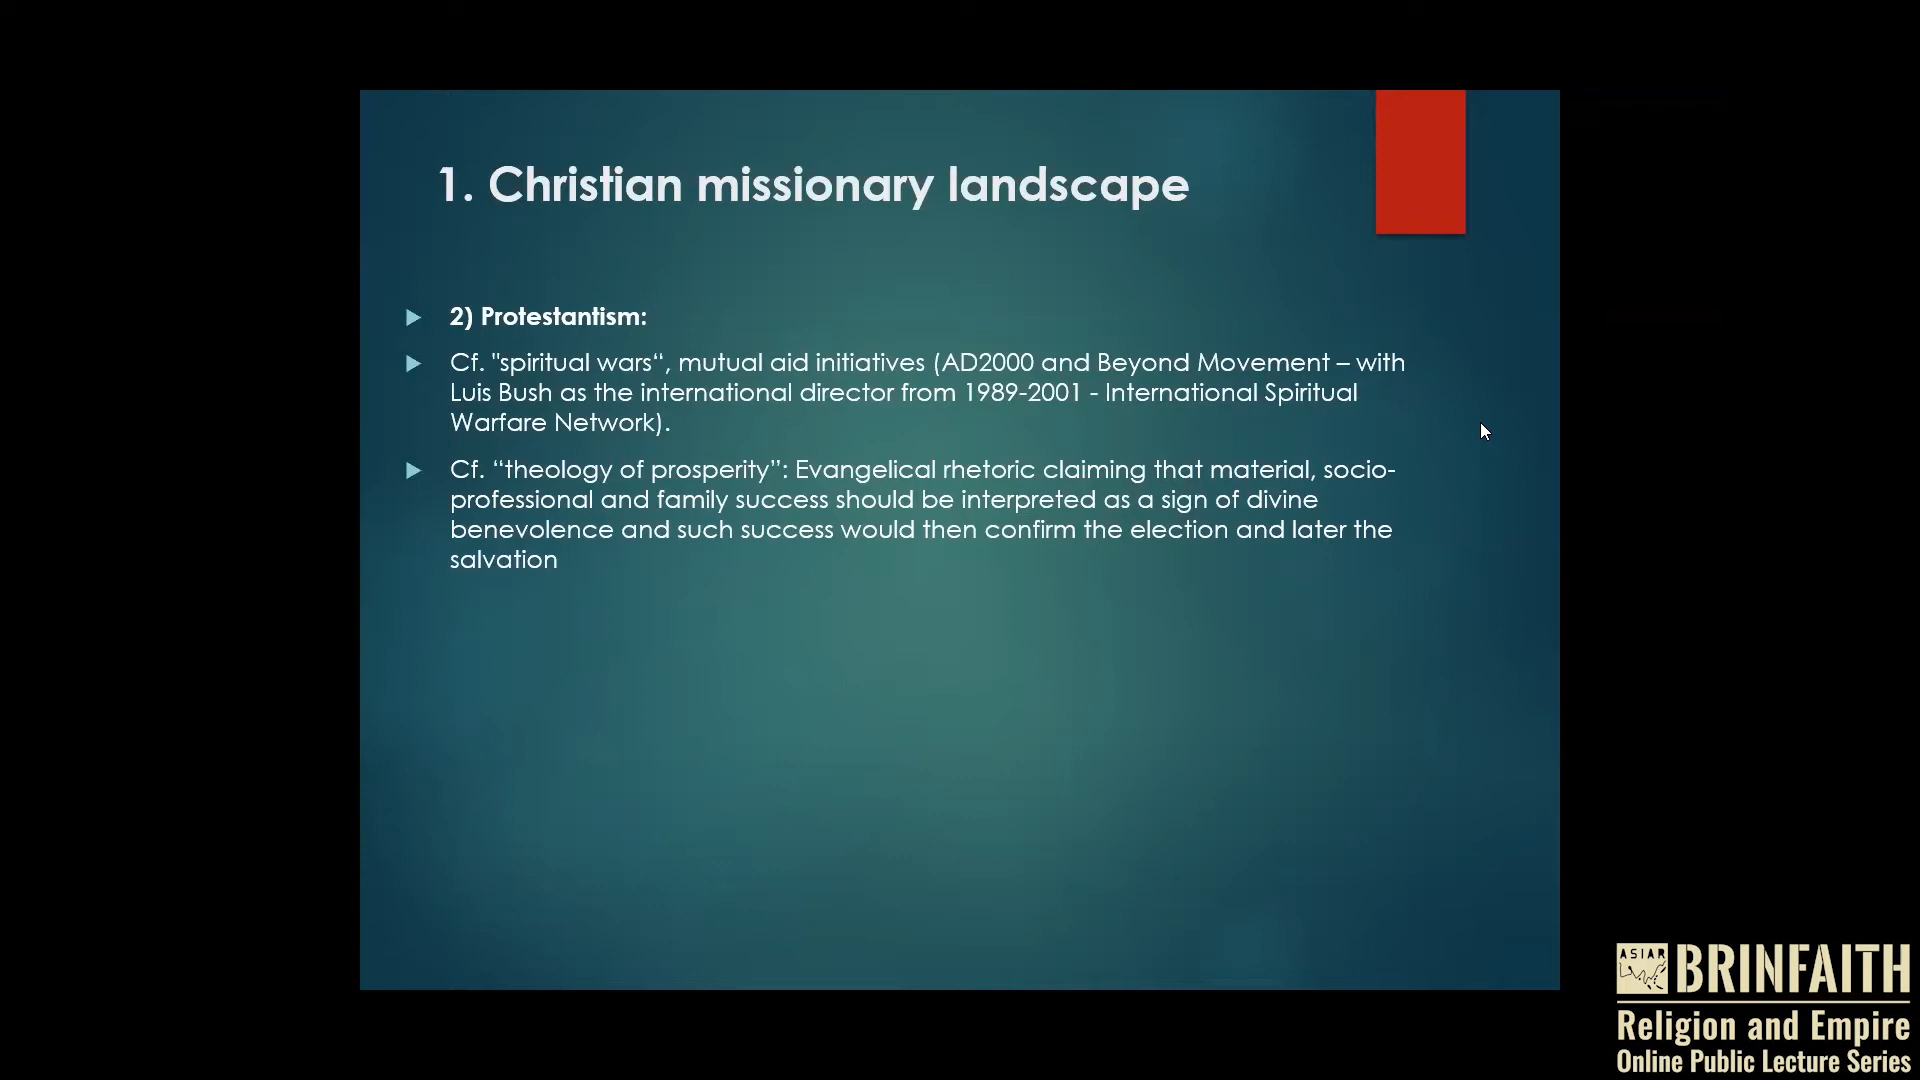 1. Christian missionary landscape
2) Protestantism:
Cf. "spiritual wars“, mutual aid initiatives (AD2000 and Beyond Movement – with
Luis Bush as the international director from 1989-2001 - International Spiritual
Warfare Network).
Cf. “theology of prosperity”: Evangelical rhetoric claiming that material, socio-
professional and family success should be interpreted as a sign of divine
benevolence and such success would then confirm the election and later the
salvation
ASIAR
BRINFAITH
Religion and Empire
Online Public Lecture Series